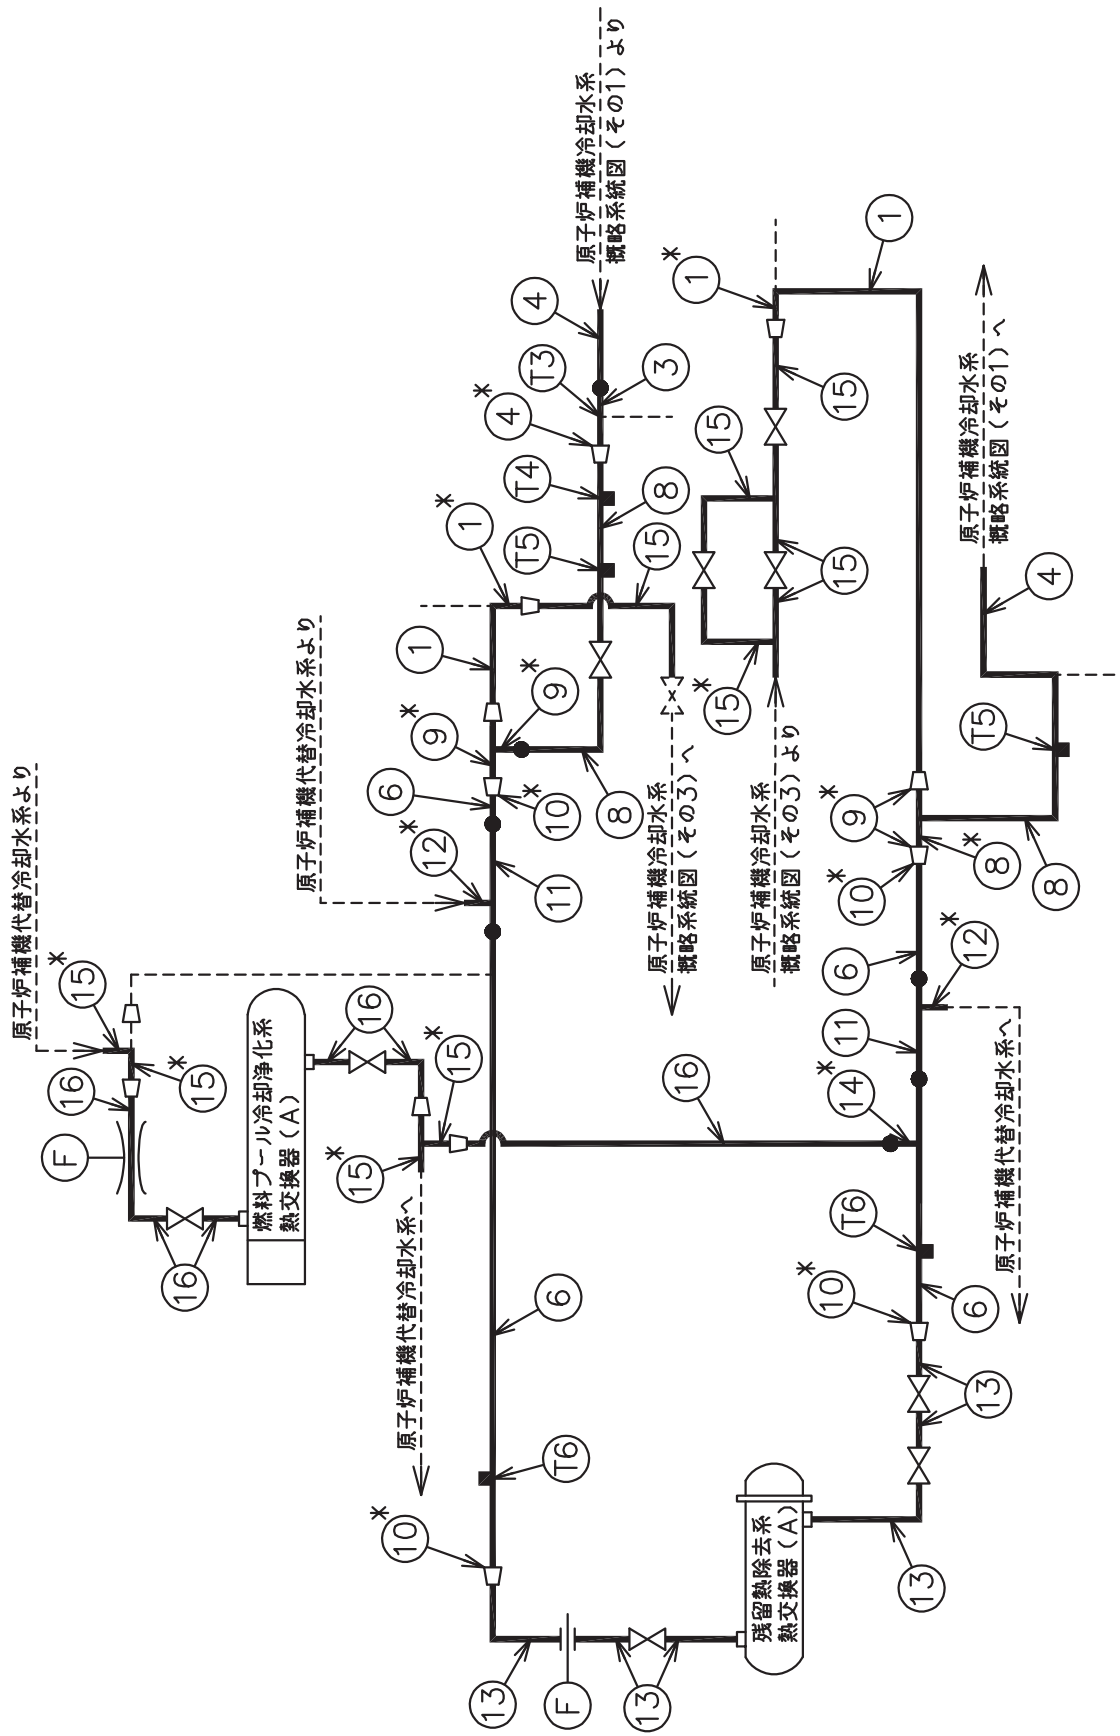 原子炉補機代替冷却水系より
F
16
15*
16
15*
燃料プール冷却浄化系
熱交換器(A)
原子炉補機代替冷却水系より
15*
16
6
1
原子炉補機代替冷却水系へ
10*
12*
9*
15*
1*
13
4*
T5
T4
T3
4
F
T6
6
11
10*
9*
原子炉補機冷却水系
概略系統図(その1)より
8
13
15
8
3
原子炉補機冷却水系
概略系統図(その3)へ
16
15*
15
1*
残留熱除去系
熱交換器(A)
原子炉補機冷却水系
概略系統図(その3)より
10*
T6
14*
11
6
10*
9*
15
15
1
13
13
6
12*
8*
T5
原子炉補機代替冷却水系へ
原子炉補機冷却水系
概略系統図(その1)へ
8
4